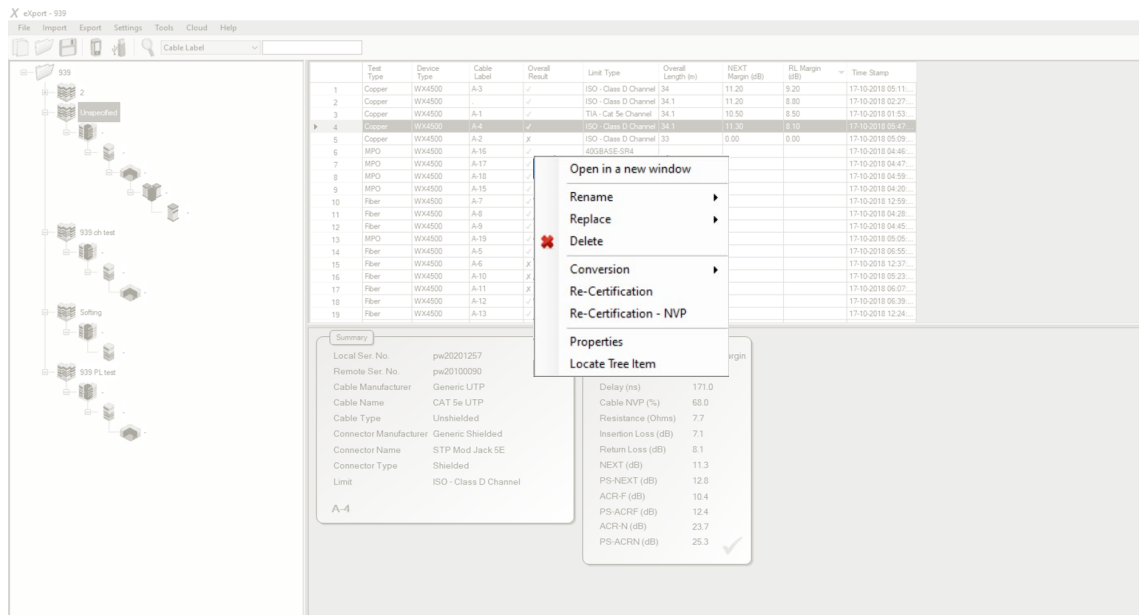 eXport - 939
File Import Export Settings Tools Cloud Help
Cable Label
939
2
Unspecified
939 ch test
Softing
939 PL test
Test Type Device Type Cable Label Overall Result Limit Type Overall Length (m) NEXT Margin (dB) RL Margin (dB) Time Stamp
1 Copper WX4500 A-3 ✓ ISO - Class D Channel 34 11.20 9.20 17-10-2018 05:11:...
2 Copper WX4500 . ✓ ISO - Class D Channel 34.1 11.20 8.80 17-10-2018 02:27:...
3 Copper WX4500 A-1 ✓ TIA - Cat 5e Channel 34.1 10.50 8.50 17-10-2018 01:53:...
4 Copper WX4500 A-4 ✓ ISO - Class D Channel 34.1 11.30 8.10 17-10-2018 05:47:...
5 Copper WX4500 A-2 X ISO - Class D Channel 33 0.00 0.00 17-10-2018 05:09:...
6 MPO WX4500 A-16 ✓ 40GBASE-SR4 17-10-2018 04:46:...
7 MPO WX4500 A-17 ✓ 17-10-2018 04:47:...
8 MPO WX4500 A-18 ✓ 17-10-2018 04:59:...
9 MPO WX4500 A-15 ✓ 17-10-2018 04:20:...
10 Fiber WX4500 A-7 ✓ 17-10-2018 12:59:...
11 Fiber WX4500 A-8 ✓ 17-10-2018 04:28:...
12 Fiber WX4500 A-9 ✓ 17-10-2018 04:45:...
13 MPO WX4500 A-19 ✓ 17-10-2018 05:05:...
14 Fiber WX4500 A-5 ✓ 17-10-2018 06:55:...
15 Fiber WX4500 A-6 X 17-10-2018 12:37:...
16 Fiber WX4500 A-10 X 17-10-2018 05:23:...
17 Fiber WX4500 A-11 X 17-10-2018 06:07:...
18 Fiber WX4500 A-12 ✓ 17-10-2018 06:39:...
19 Fiber WX4500 A-13 ✓ 17-10-2018 12:24:...
Open in a new window
Rename
Replace
Delete
Conversion
Re-Certification
Re-Certification - NVP
Properties
Locate Tree Item
Summary
Local Ser. No. pw20201257
Remote Ser. No. pw20100090
Cable Manufacturer Generic UTP
Cable Name CAT 5e UTP
Cable Type Unshielded
Connector Manufacturer Generic Shielded
Connector Name STP Mod Jack 5E
Connector Type Shielded
Limit ISO - Class D Channel
A-4
Delay (ns) 171.0
Cable NVP (%) 68.0
Resistance (Ohms) 7.7
Insertion Loss (dB) 7.1
Return Loss (dB) 8.1
NEXT (dB) 11.3
PS-NEXT (dB) 12.8
ACR-F (dB) 10.4
PS-ACRF (dB) 12.4
ACR-N (dB) 23.7
PS-ACRN (dB) 25.3